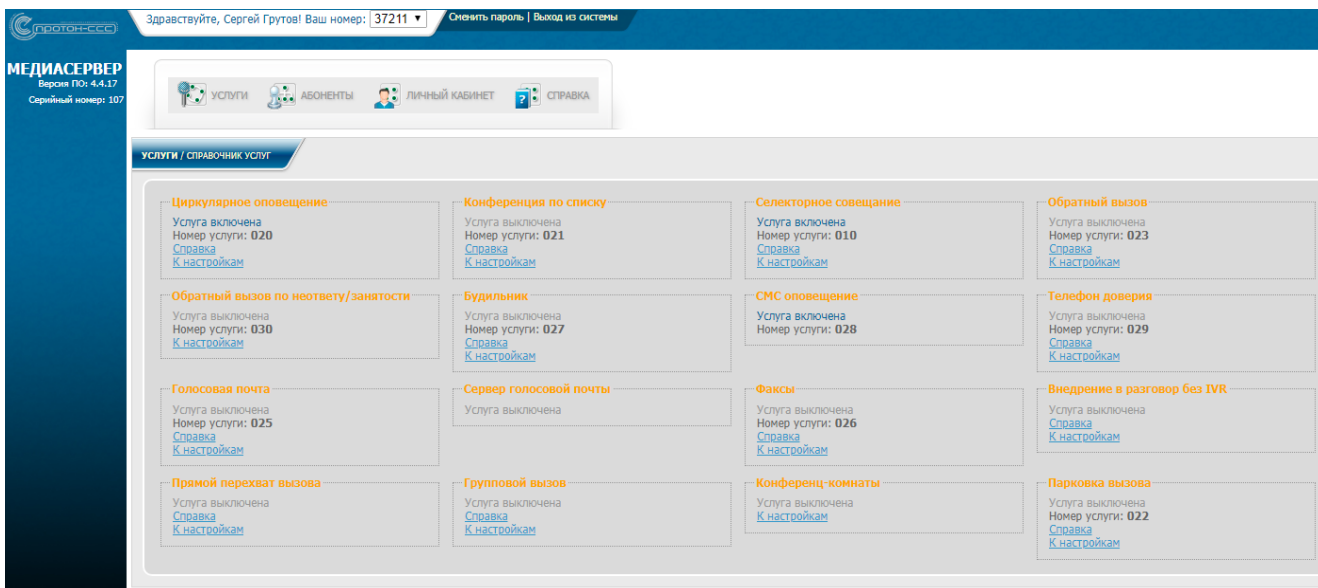 ПРОТОН-ССС
Здравствуйте, Сергей Грутов! Ваш номер: 37211
Сменить пароль | Выход из системы
МЕДИАСЕРВЕР
Версия ПО: 4.4.17
Серийный номер: 107
УСЛУГИ
АБОНЕНТЫ
ЛИЧНЫЙ КАБИНЕТ
СПРАВКА
УСЛУГИ / СПРАВОЧНИК УСЛУГ
Циркулярное оповещение
Услуга включена
Номер услуги: 020
Справка
К настройкам
Конференция по списку
Услуга выключена
Номер услуги: 021
Справка
К настройкам
Селекторное совещание
Услуга включена
Номер услуги: 010
Справка
К настройкам
Обратный вызов
Услуга выключена
Номер услуги: 023
Справка
К настройкам
Обратный вызов по неответу/занятости
Услуга выключена
Номер услуги: 030
К настройкам
Будильник
Услуга выключена
Номер услуги: 027
Справка
К настройкам
СМС оповещение
Услуга включена
Номер услуги: 028
Телефон доверия
Услуга выключена
Номер услуги: 029
Справка
К настройкам
Голосовая почта
Услуга выключена
Номер услуги: 025
Справка
К настройкам
Сервер голосовой почты
Услуга выключена
Факсы
Услуга выключена
Номер услуги: 026
Справка
К настройкам
Внедрение в разговор без IVR
Услуга выключена
Справка
К настройкам
Прямой перехват вызова
Услуга выключена
Справка
К настройкам
Групповой вызов
Услуга выключена
Справка
К настройкам
Конференц-комнаты
Услуга выключена
К настройкам
Парковка вызова
Услуга выключена
Номер услуги: 022
Справка
К настройкам